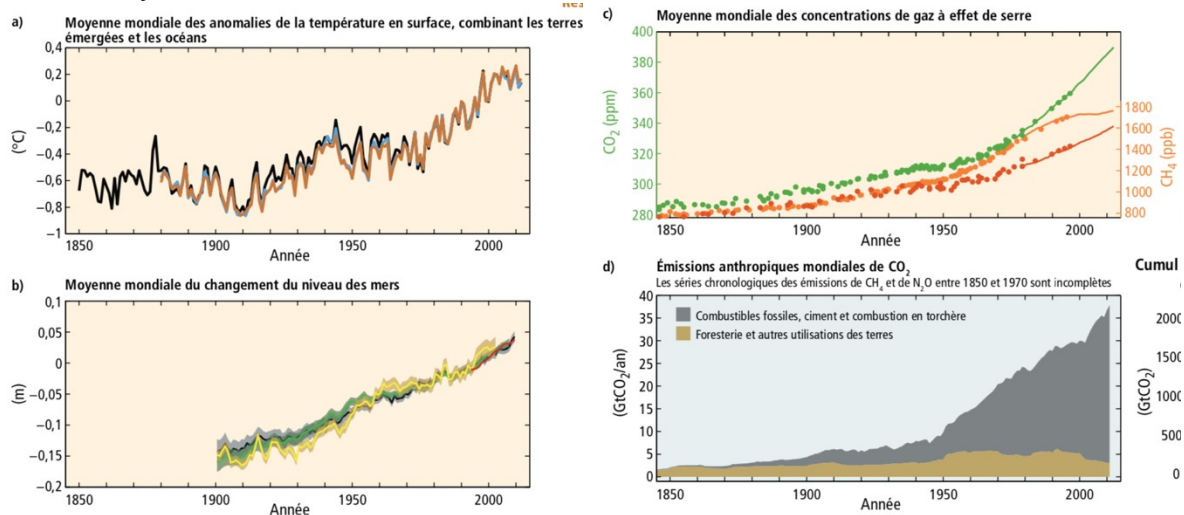 a) Moyenne mondiale des anomalies de la température en surface, combinant les terres
émergées et les océans
0,4
0,2
0
−0,2
−0,4
−0,6
−0,8
−1
(°C)
1850 1900 1950 2000
Année
b) Moyenne mondiale du changement du niveau des mers
0,1
0,05
0
−0,05
−0,1
−0,15
−0,2
(m)
1850 1900 1950 2000
Année
c) Moyenne mondiale des concentrations de gaz à effet de serre
400
380
360
340
320
300
280
CO₂ (ppm)
1800
1600
1400
1200
1000
800
CH₄ (ppb)
1850 1900 1950 2000
Année
d) Émissions anthropiques mondiales de CO₂
Les séries chronologiques des émissions de CH₄ et de N₂O entre 1850 et 1970 sont incomplètes
40
35
30
25
20
15
10
5
0
(GtCO₂/an)
Combustibles fossiles, ciment et combustion en torchère
Foresterie et autres utilisations des terres
1850 1900 1950 2000
Année
Cumul
2000
1500
1000
500
0
(GtCO₂)